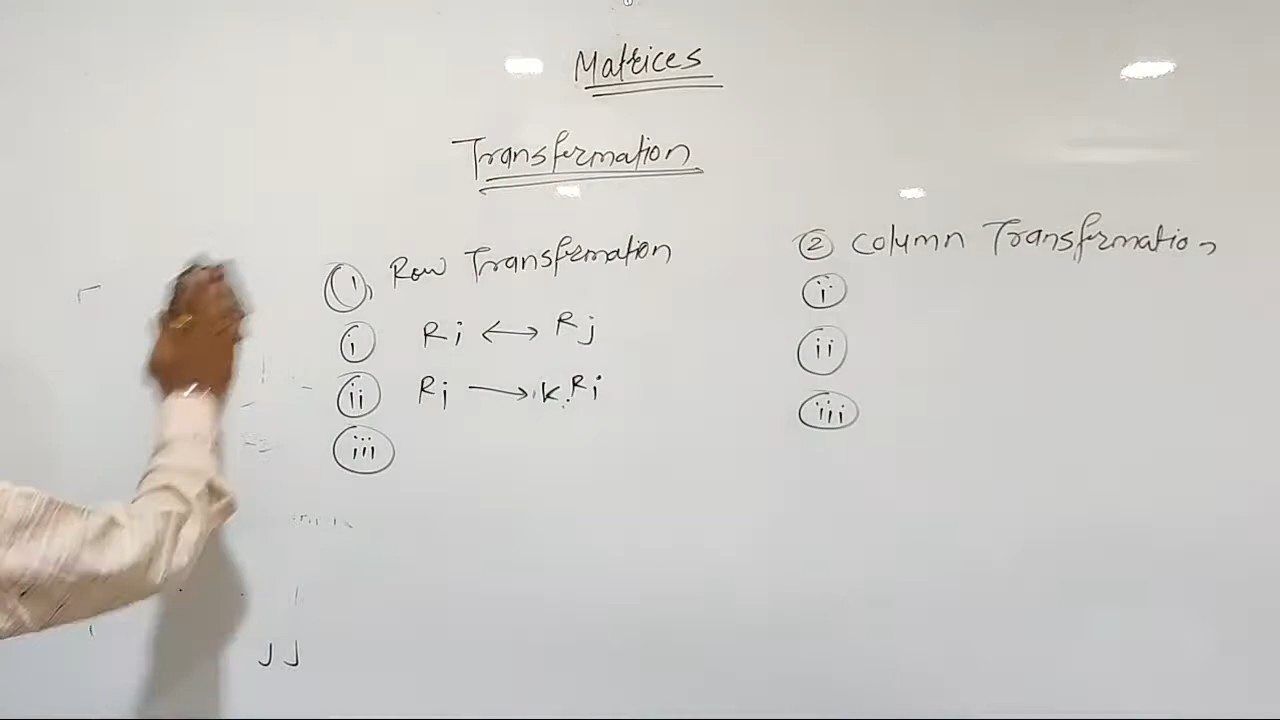 Matrices
Transformation
① Row Transformation
ⓘ Ri ⟷ Rj
(ii) Rj ⟶ K.Ri
(iii)
② Column Transformation
(i)
(ii)
(iii)